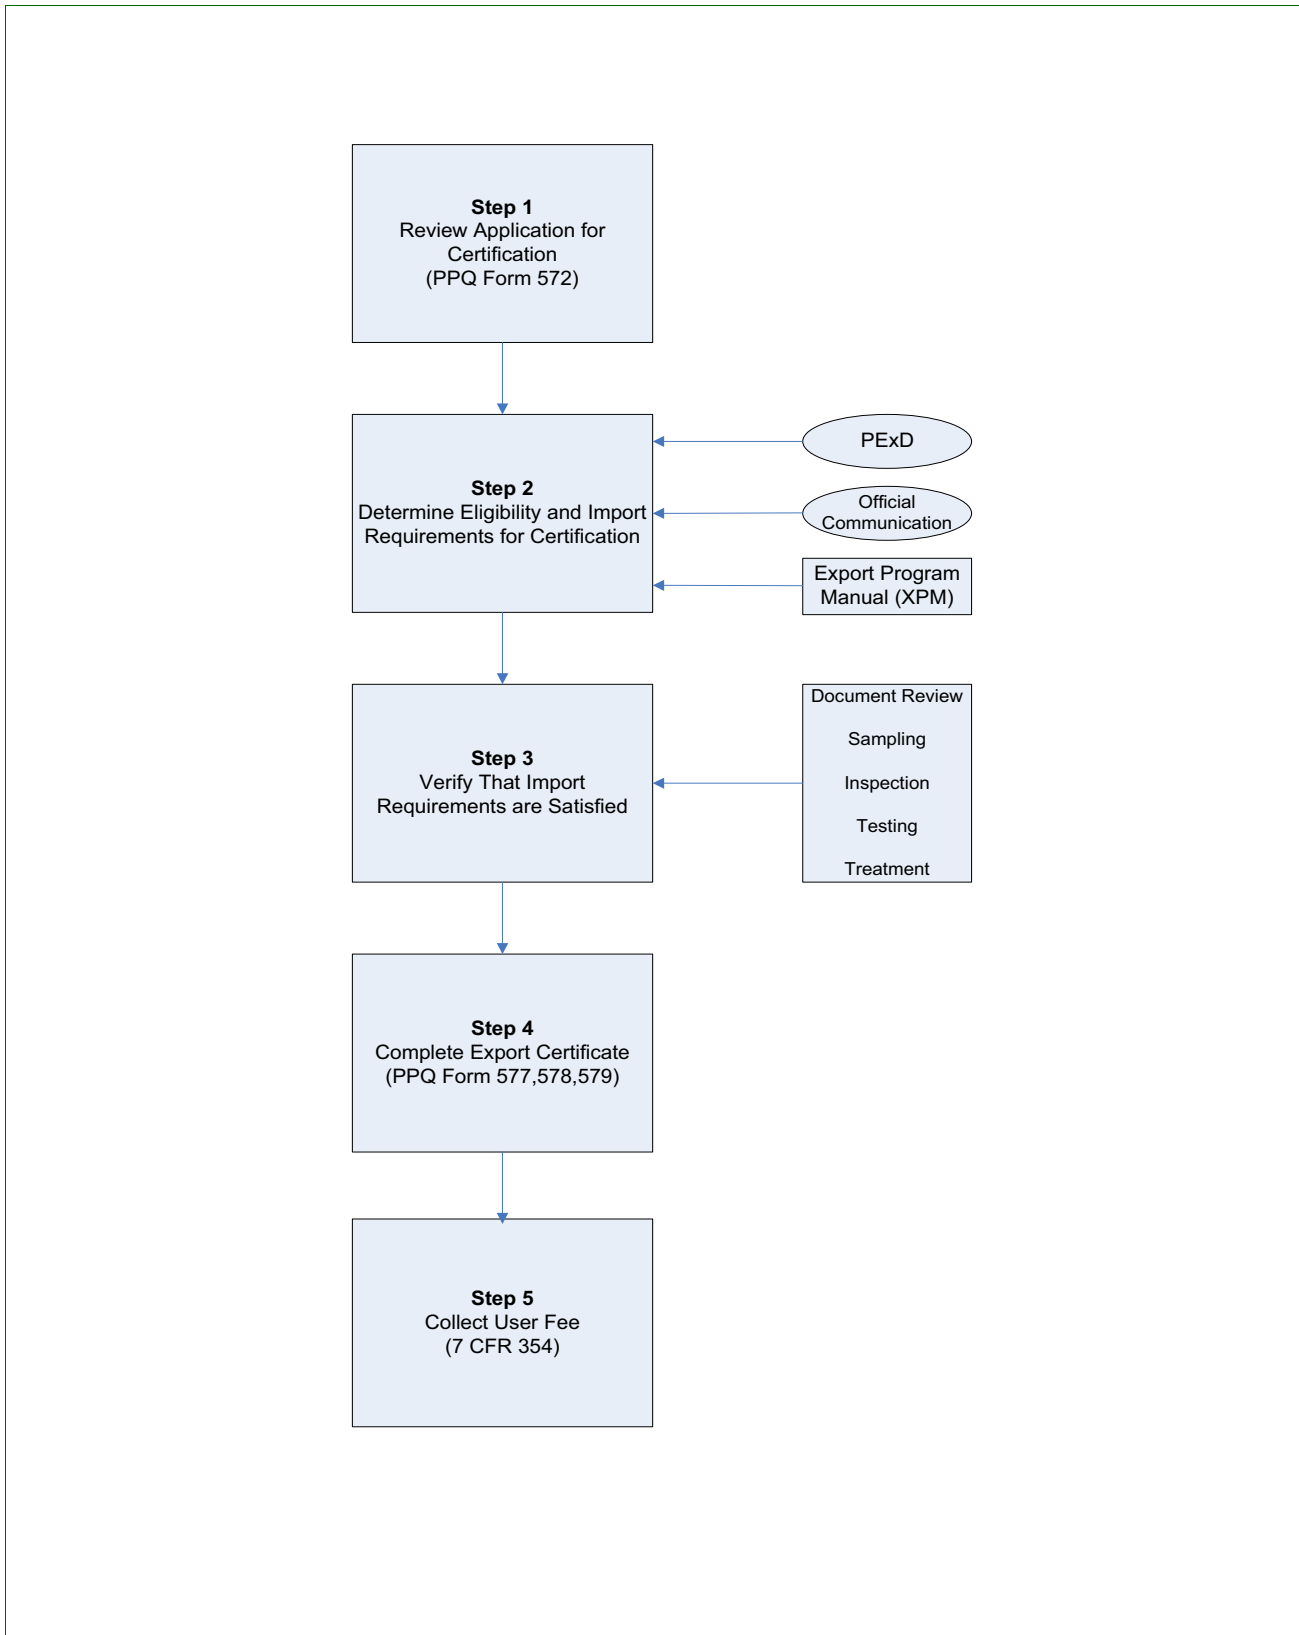 Step 1
Review Application for
Certification
(PPQ Form 572)
Step 2
Determine Eligibility and Import
Requirements for Certification
PExD
Official
Communication
Export Program
Manual (XPM)
Step 3
Verify That Import
Requirements are Satisfied
Document Review
Sampling
Inspection
Testing
Treatment
Step 4
Complete Export Certificate
(PPQ Form 577,578,579)
Step 5
Collect User Fee
(7 CFR 354)